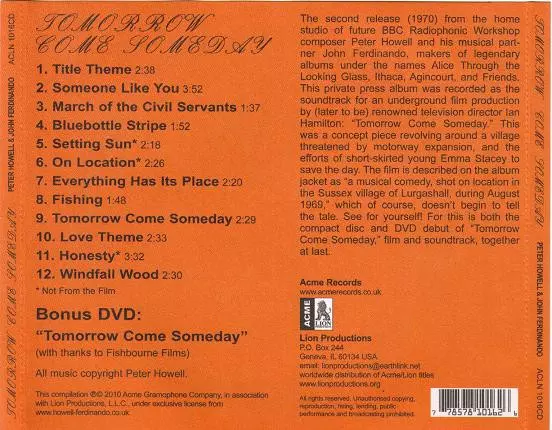 TOMORROW
COME SOMEDAY
1. Title Theme 2:38
2. Someone Like You 3:52
3. March of the Civil Servants 1:37
4. Bluebottle Stripe 1:52
5. Setting Sun* 2:18
6. On Location* 2:26
7. Everything Has Its Place 2:20
8. Fishing 1:48
9. Tomorrow Come Someday 2:29
10. Love Theme 2:33
11. Honesty* 3:32
12. Windfall Wood 2:30
* Not From the Film
Bonus DVD:
“Tomorrow Come Someday”
(with thanks to Fishbourne Films)
All music copyright Peter Howell.
This compilation ℗© 2010 Acme Gramophone Company, in association
with Lion Productions, L.L.C., under exclusive license from
www.howell-ferdinando.co.uk
The second release (1970) from the home
studio of future BBC Radiophonic Workshop
composer Peter Howell and his musical part-
ner John Ferdinando, makers of legendary
albums under the names Alice Through the
Looking Glass, Ithaca, Agincourt, and Friends.
This private press album was recorded as the
soundtrack for an underground film production
by (later to be) renowned television director Ian
Hamilton: “Tomorrow Come Someday.” This
was a concept piece revolving around a village
threatened by motorway expansion, and the
efforts of short-skirted young Emma Stacey to
save the day. The film is described on the album
jacket as “a musical comedy, shot on location in
the Sussex village of Lurgashall, during August
1969,” which of course, doesn’t begin to tell
the tale. See for yourself! For this is both the
compact disc and DVD debut of “Tomorrow
Come Someday,” film and soundtrack, together
at last.
Acme Records
www.acmerecords.co.uk
ACME
LION
Lion Productions
P.O. Box 244
Geneva, IL 60134 USA
email: lionproductions@earthlink.net
worldwide distribution of Acme/Lion titles
www.lionproductions.org
All rights reserved. Unauthorised copying,
reproduction, hiring, lending, public
performance and broadcasting prohibited.
7 78578 10162 6
TOMORROW COME SOMEDAY PETER HOWELL & JOHN FERDINANDO ACLN 1016CD
TOMORROW COME SOMEDAY PETER HOWELL & JOHN FERDINANDO ACLN 1016CD